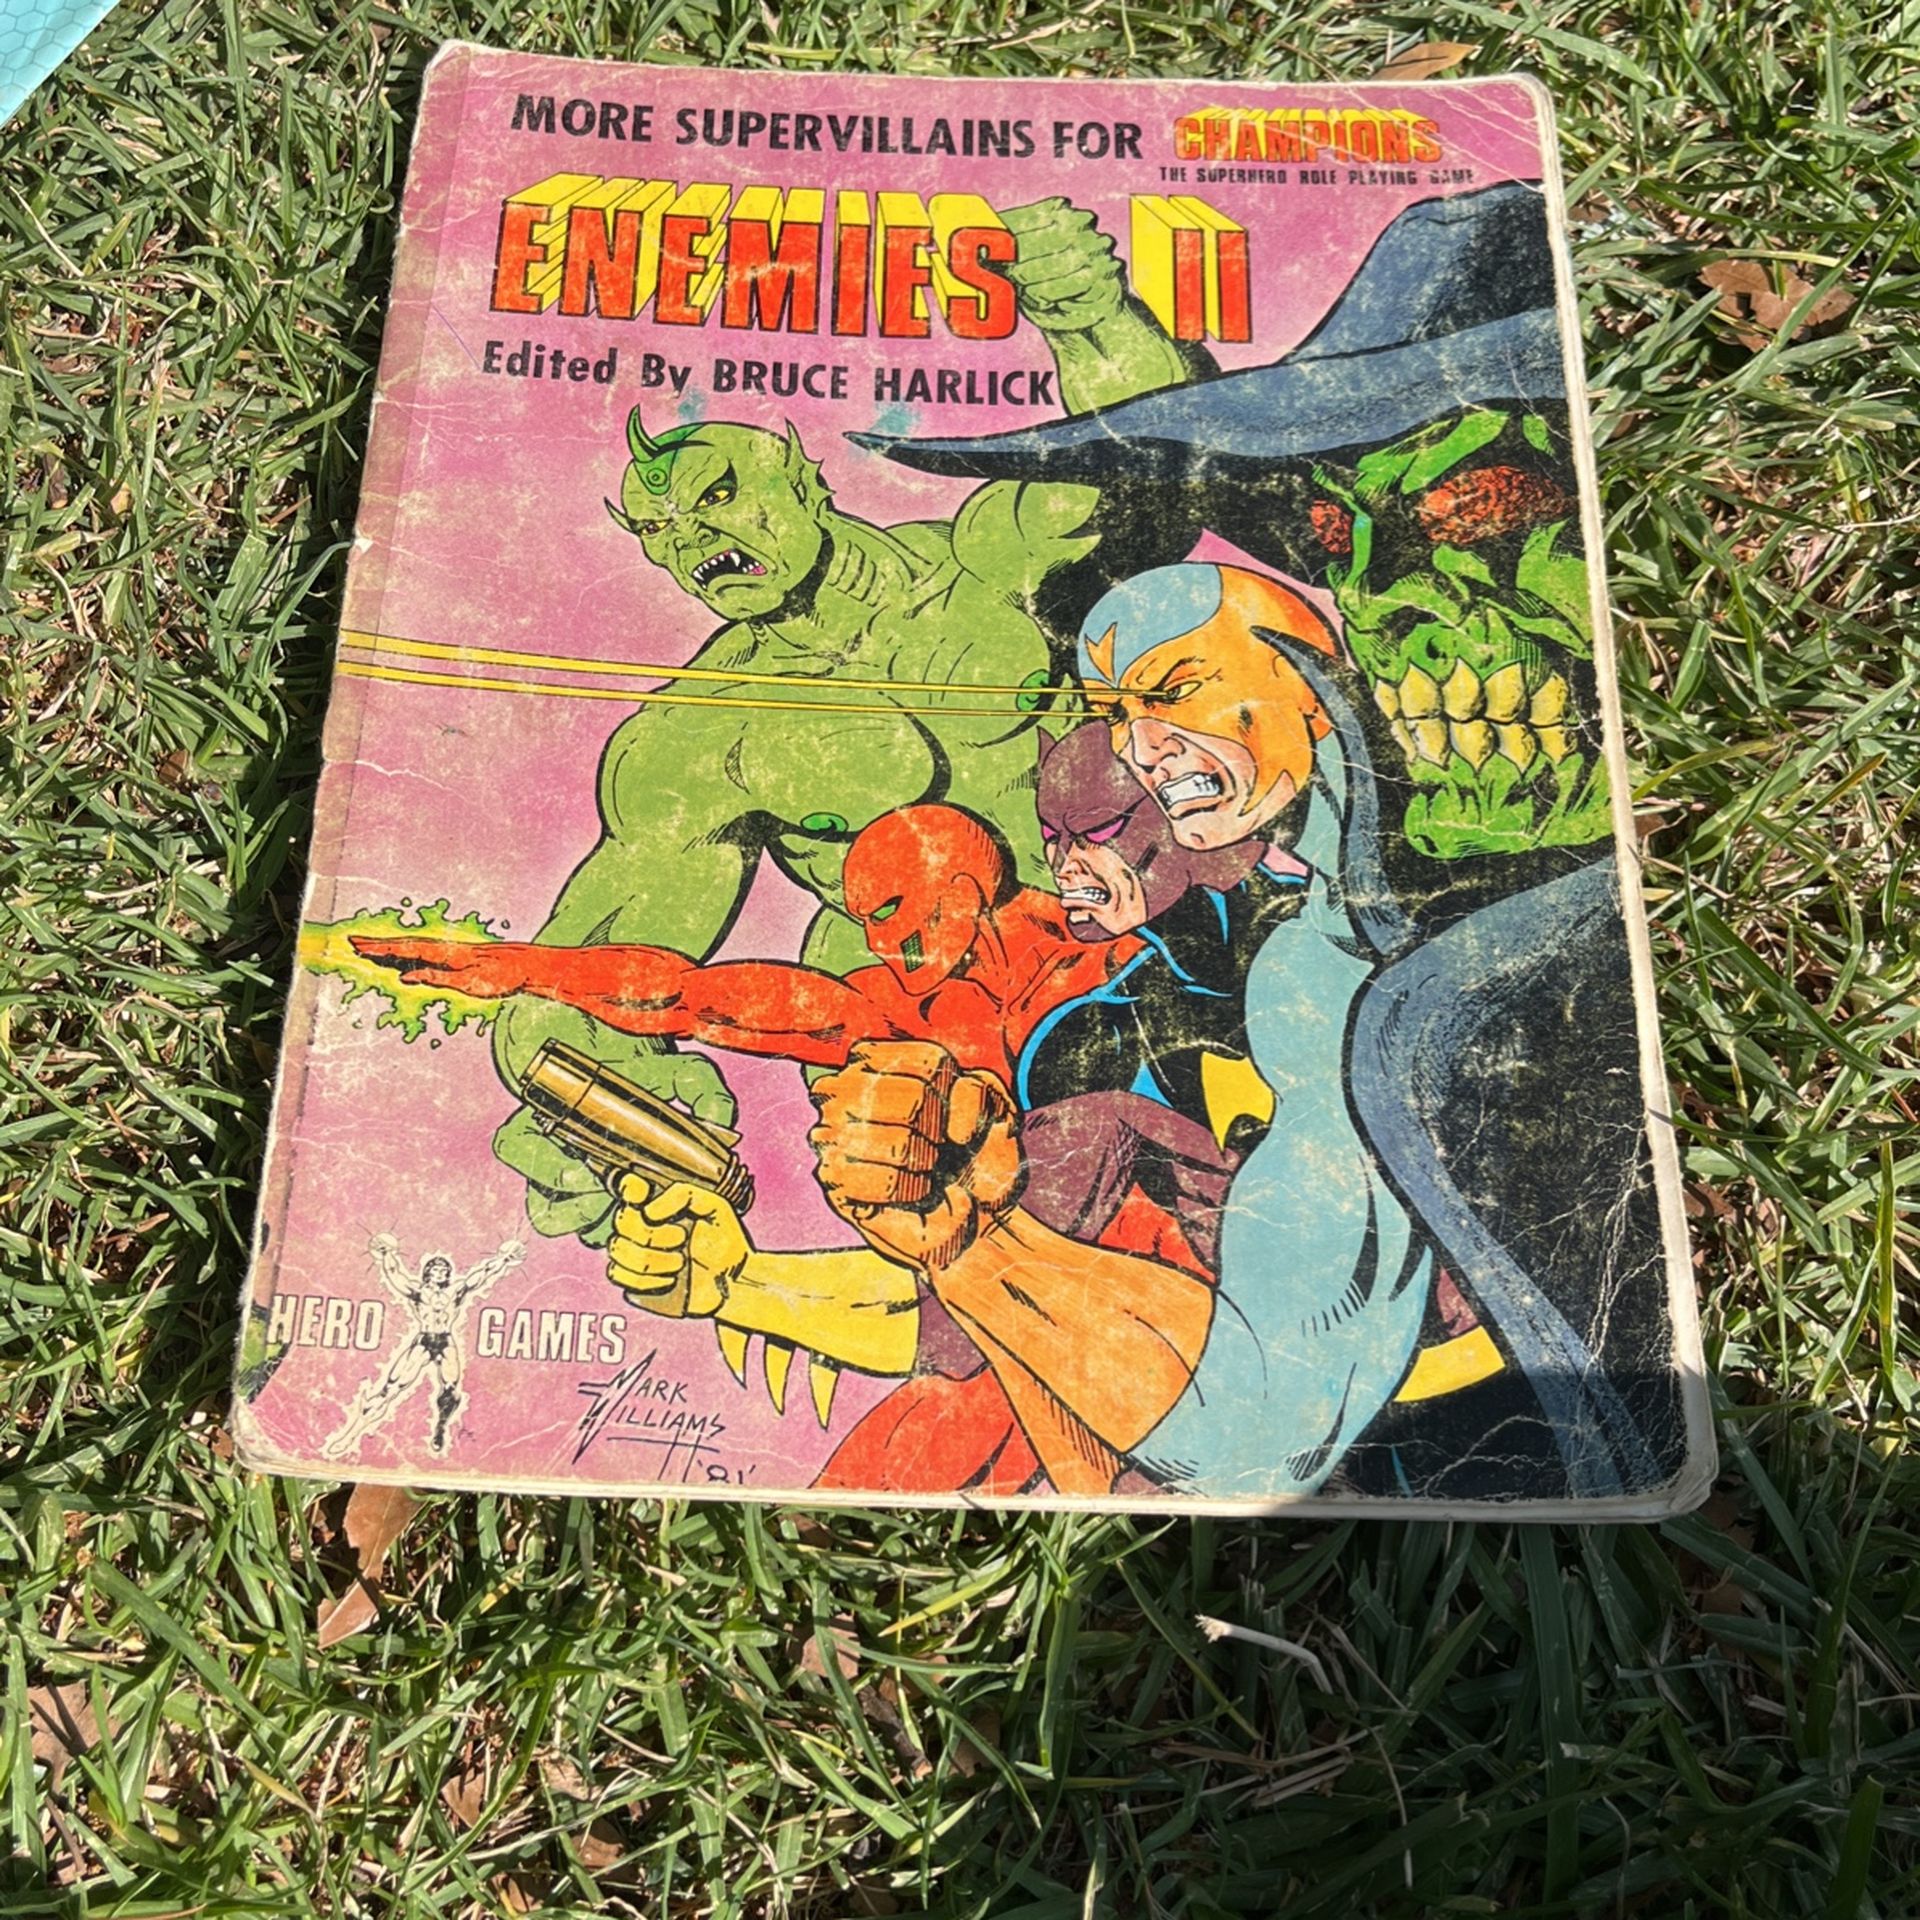 MORE SUPERVILLAINS FOR CHAMPIONS
THE SUPERHERO ROLE PLAYING GAME
ENEMIES II
Edited By BRUCE HARLICK
HERO GAMES
MARK
WILLIAMS
'81'